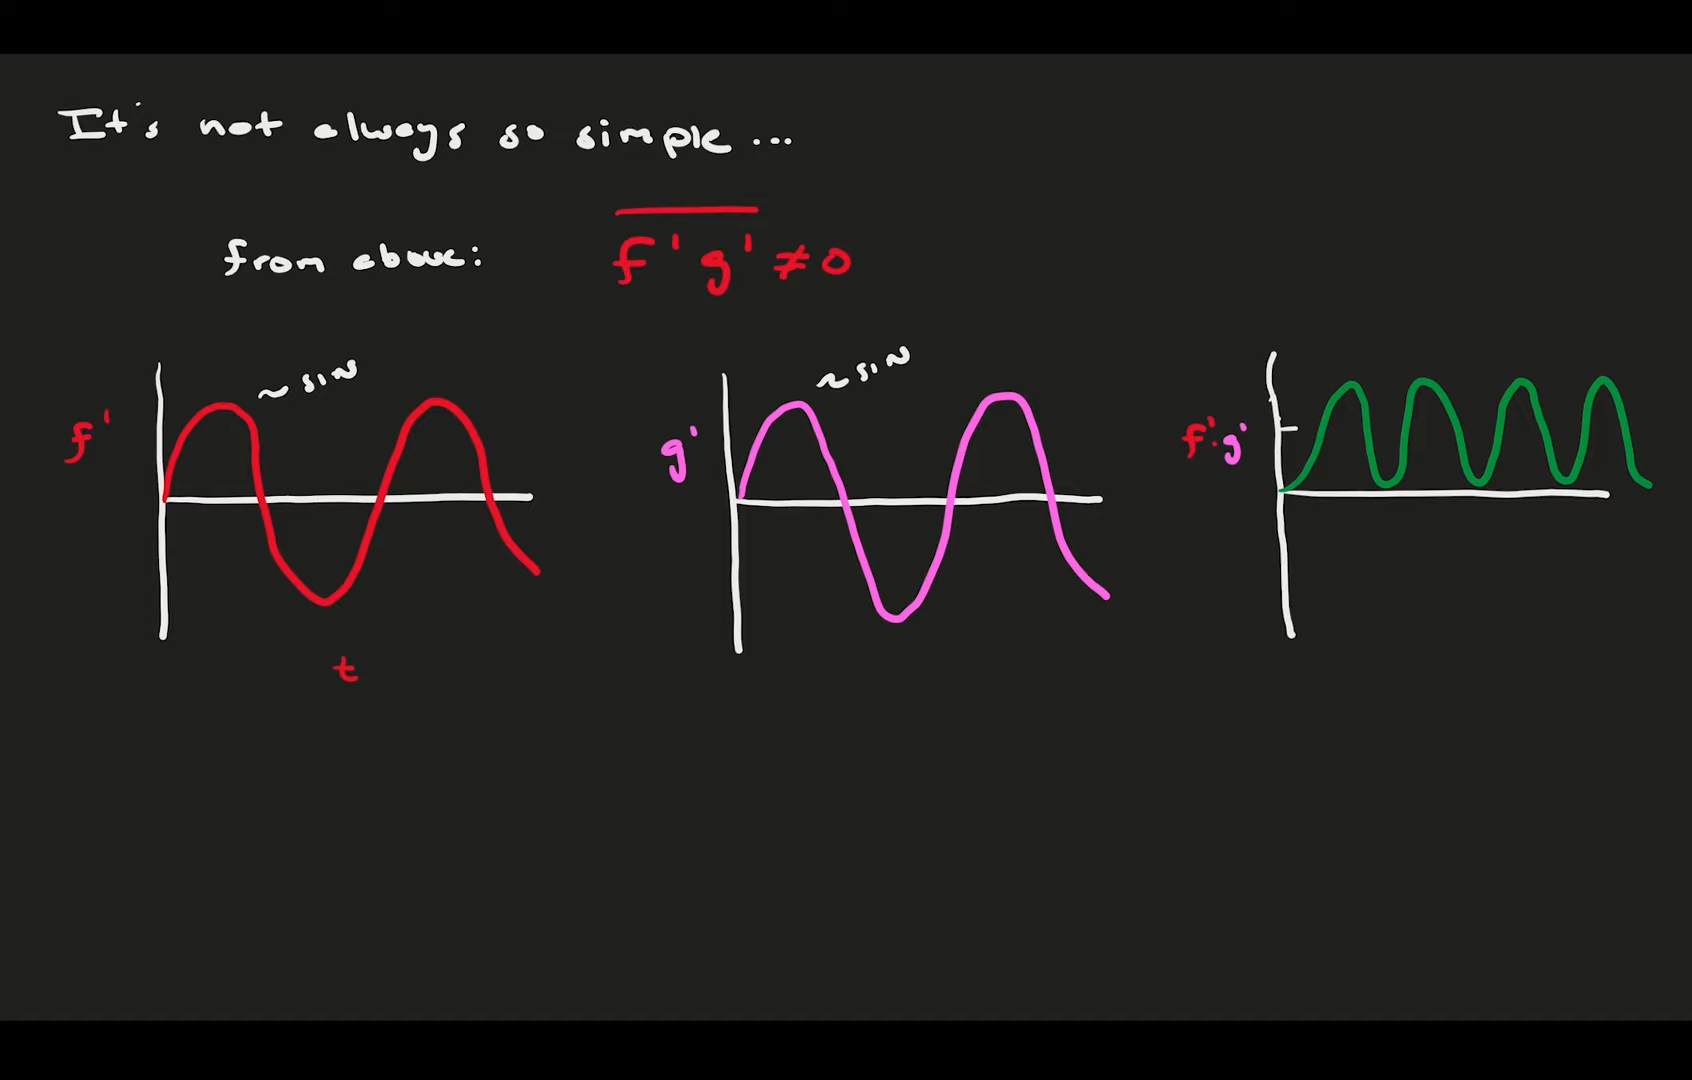 It's not always so simple...
from above: f'g' ≠ 0
f'
~ sin
g'
~ sin
f'·g'
t